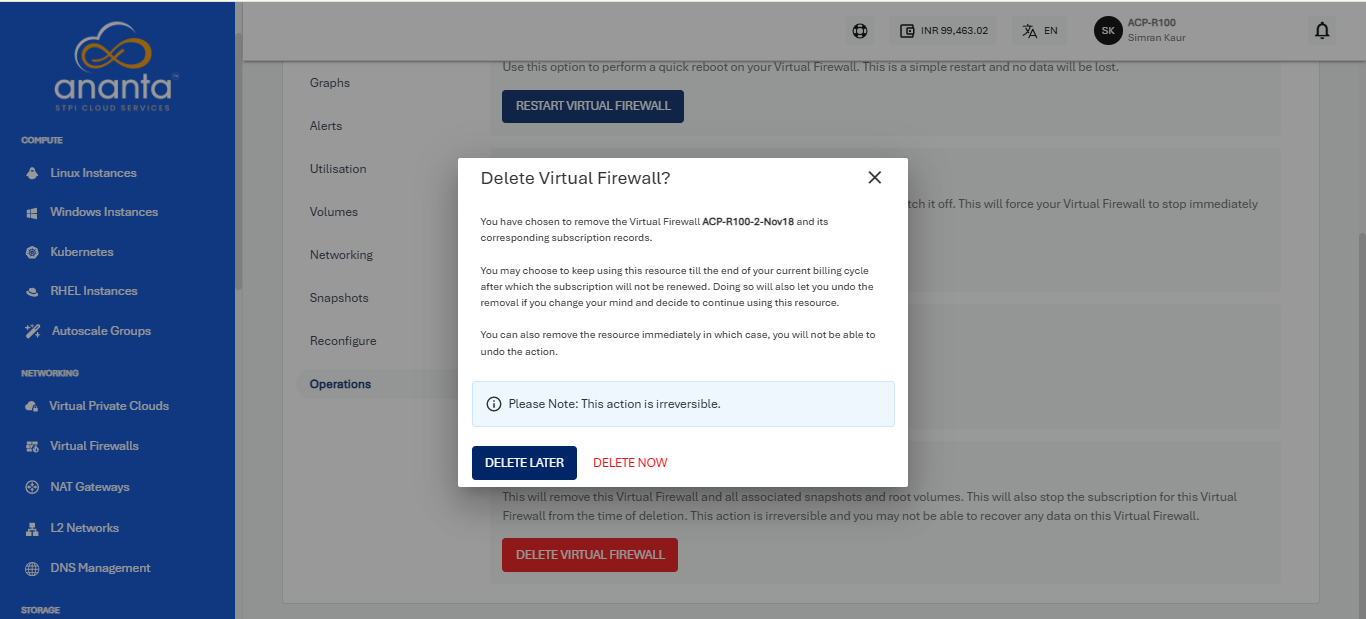 ananta
STPI CLOUD SERVICES
COMPUTE
Linux Instances
Windows Instances
Kubernetes
RHEL Instances
Autoscale Groups
NETWORKING
Virtual Private Clouds
Virtual Firewalls
NAT Gateways
L2 Networks
DNS Management
STORAGE
INR 99,463.02
EN
SK
ACP-R100
Simran Kaur
Graphs
Alerts
Utilisation
Volumes
Networking
Snapshots
Reconfigure
Operations
Use this option to perform a quick reboot on your Virtual Firewall. This is a simple restart and no data will be lost.
RESTART VIRTUAL FIREWALL
it off. This will force your Virtual Firewall to stop immediately
Delete Virtual Firewall?
You have chosen to remove the Virtual Firewall ACP-R100-2-Nov18 and its
corresponding subscription records.
You may choose to keep using this resource till the end of your current billing cycle
after which the subscription will not be renewed. Doing so will also let you undo the
removal if you change your mind and decide to continue using this resource.
You can also remove the resource immediately in which case, you will not be able to
undo the action.
Please Note: This action is irreversible.
DELETE LATER
DELETE NOW
This will remove this Virtual Firewall and all associated snapshots and root volumes. This will also stop the subscription for this Virtual
Firewall from the time of deletion. This action is irreversible and you may not be able to recover any data on this Virtual Firewall.
DELETE VIRTUAL FIREWALL